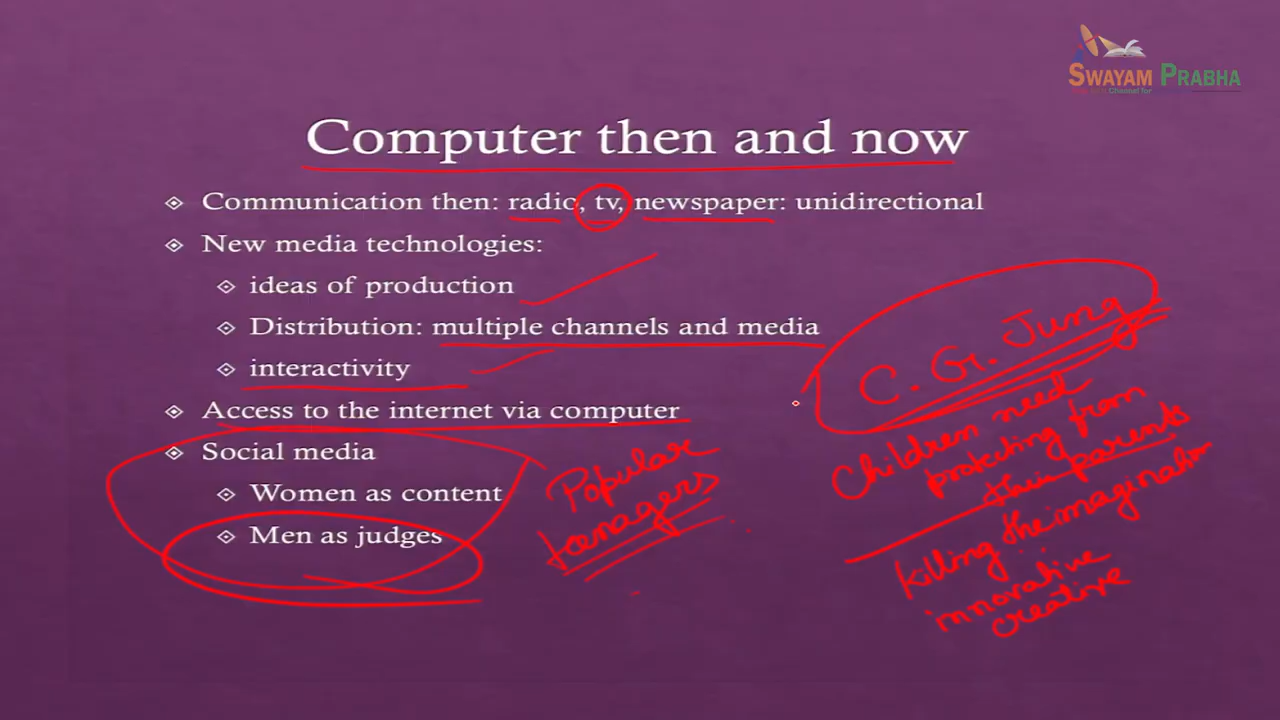 SWAYAM PRABHA
Computer then and now
Communication then: radio, tv, newspaper: unidirectional
New media technologies:
ideas of production
Distribution: multiple channels and media
interactivity
Access to the internet via computer
Social media
Women as content
Men as judges
Popular
teenagers
C. G. Jung
Children need
protecting from
their parents
killing the imaginative
innovative
creative